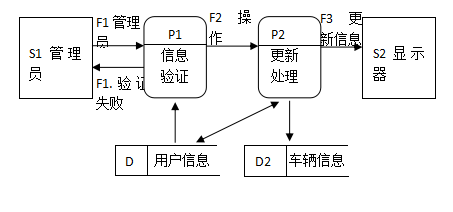 F1管理
员
S1 管 理
员
F1. 验 证
失败
P1
信息
验证
F2 操
作
P2
更新
处理
F3 更
新信息
S2 显 示
器
D 用户信息
D2 车辆信息